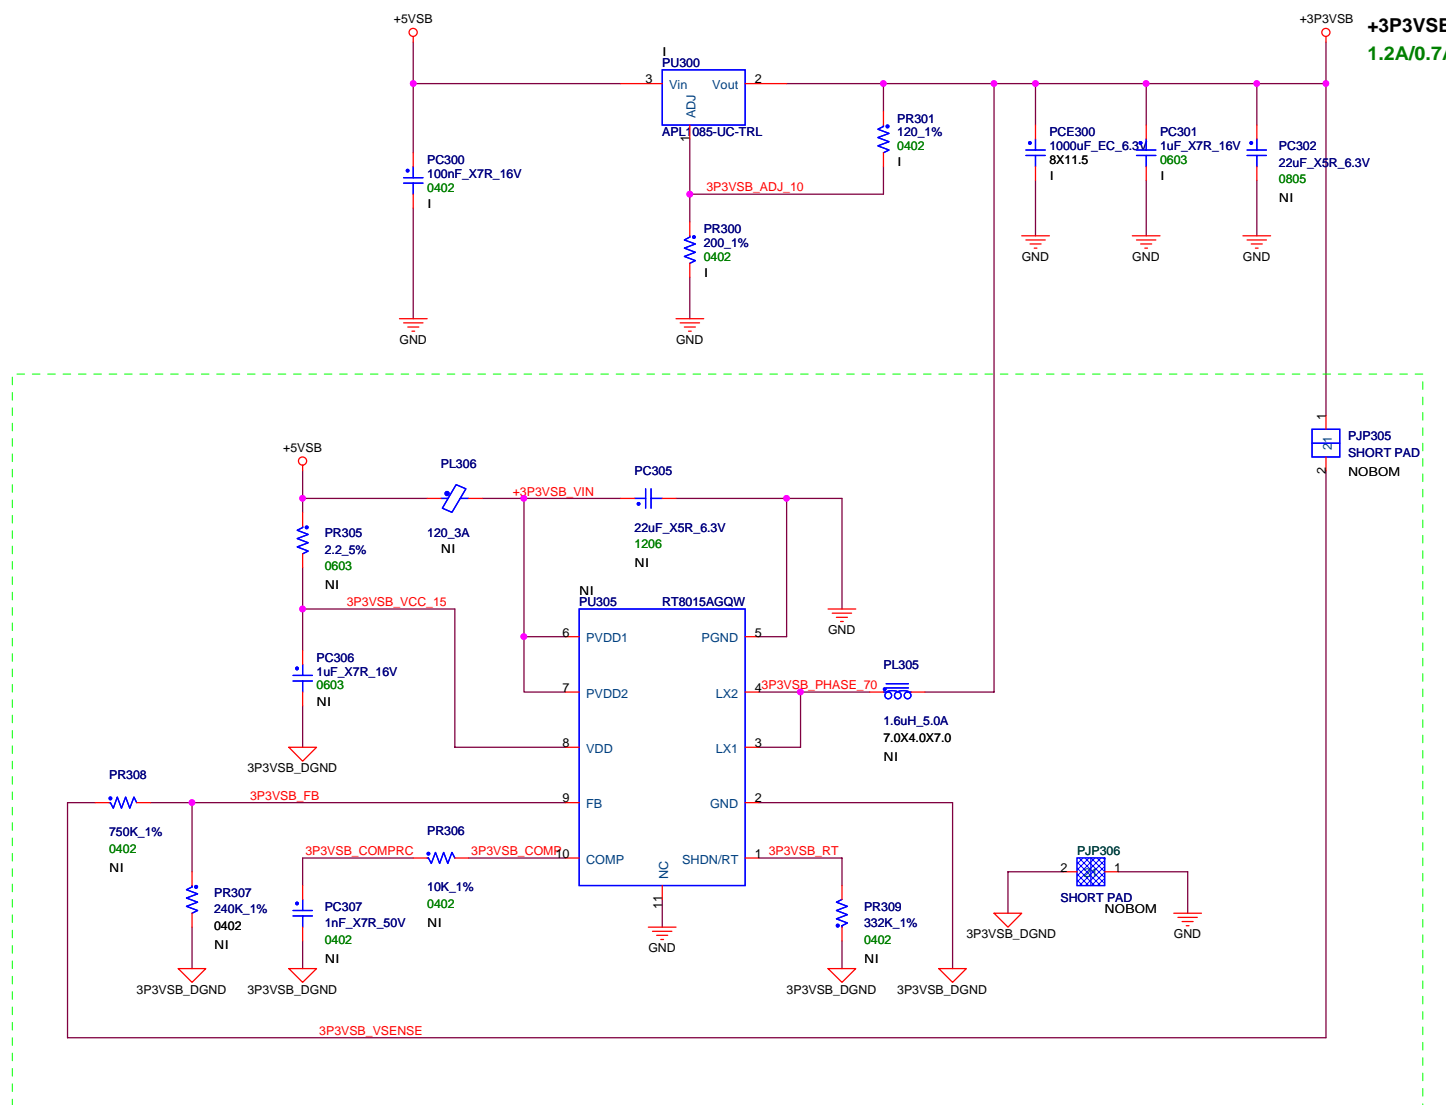 +5VSB
+3P3VSB
+3P3VSB
1.2A/0.7A
I
PU300
3
Vin
Vout
2
ADJ
1
APL1085-UC-TRL
PC300
100nF_X7R_16V
0402
I
PR301
120_1%
0402
I
3P3VSB_ADJ_10
PR300
200_1%
0402
I
PCE300
1000uF_EC_6.3V
8X11.5
I
PC301
1uF_X7R_16V
0603
I
PC302
22uF_X5R_6.3V
0805
NI
GND
GND
GND
GND
GND
1
21
2
PJP305
SHORT PAD
NOBOM
+5VSB
PL306
120_3A
NI
+3P3VSB_VIN
PC305
22uF_X5R_6.3V
1206
NI
PR305
2.2_5%
0603
NI
3P3VSB_VCC_15
PC306
1uF_X7R_16V
0603
NI
3P3VSB_DGND
NI
PU305
RT8015AGQW
6
PVDD1
PGND
5
7
PVDD2
LX2
4
8
VDD
LX1
3
9
FB
GND
2
10
COMP
SHDN/RT
1
NC
11
GND
GND
3P3VSB_PHASE_70
PL305
1.6uH_5.0A
7.0X4.0X7.0
NI
PR308
750K_1%
0402
NI
3P3VSB_FB
PR307
240K_1%
0402
NI
3P3VSB_DGND
3P3VSB_COMPRC
PR306
10K_1%
0402
NI
3P3VSB_COMP
PC307
1nF_X7R_50V
0402
NI
3P3VSB_DGND
3P3VSB_RT
PR309
332K_1%
0402
NI
3P3VSB_DGND
3P3VSB_DGND
PJP306
2
1
SHORT PAD
NOBOM
3P3VSB_DGND
GND
3P3VSB_VSENSE